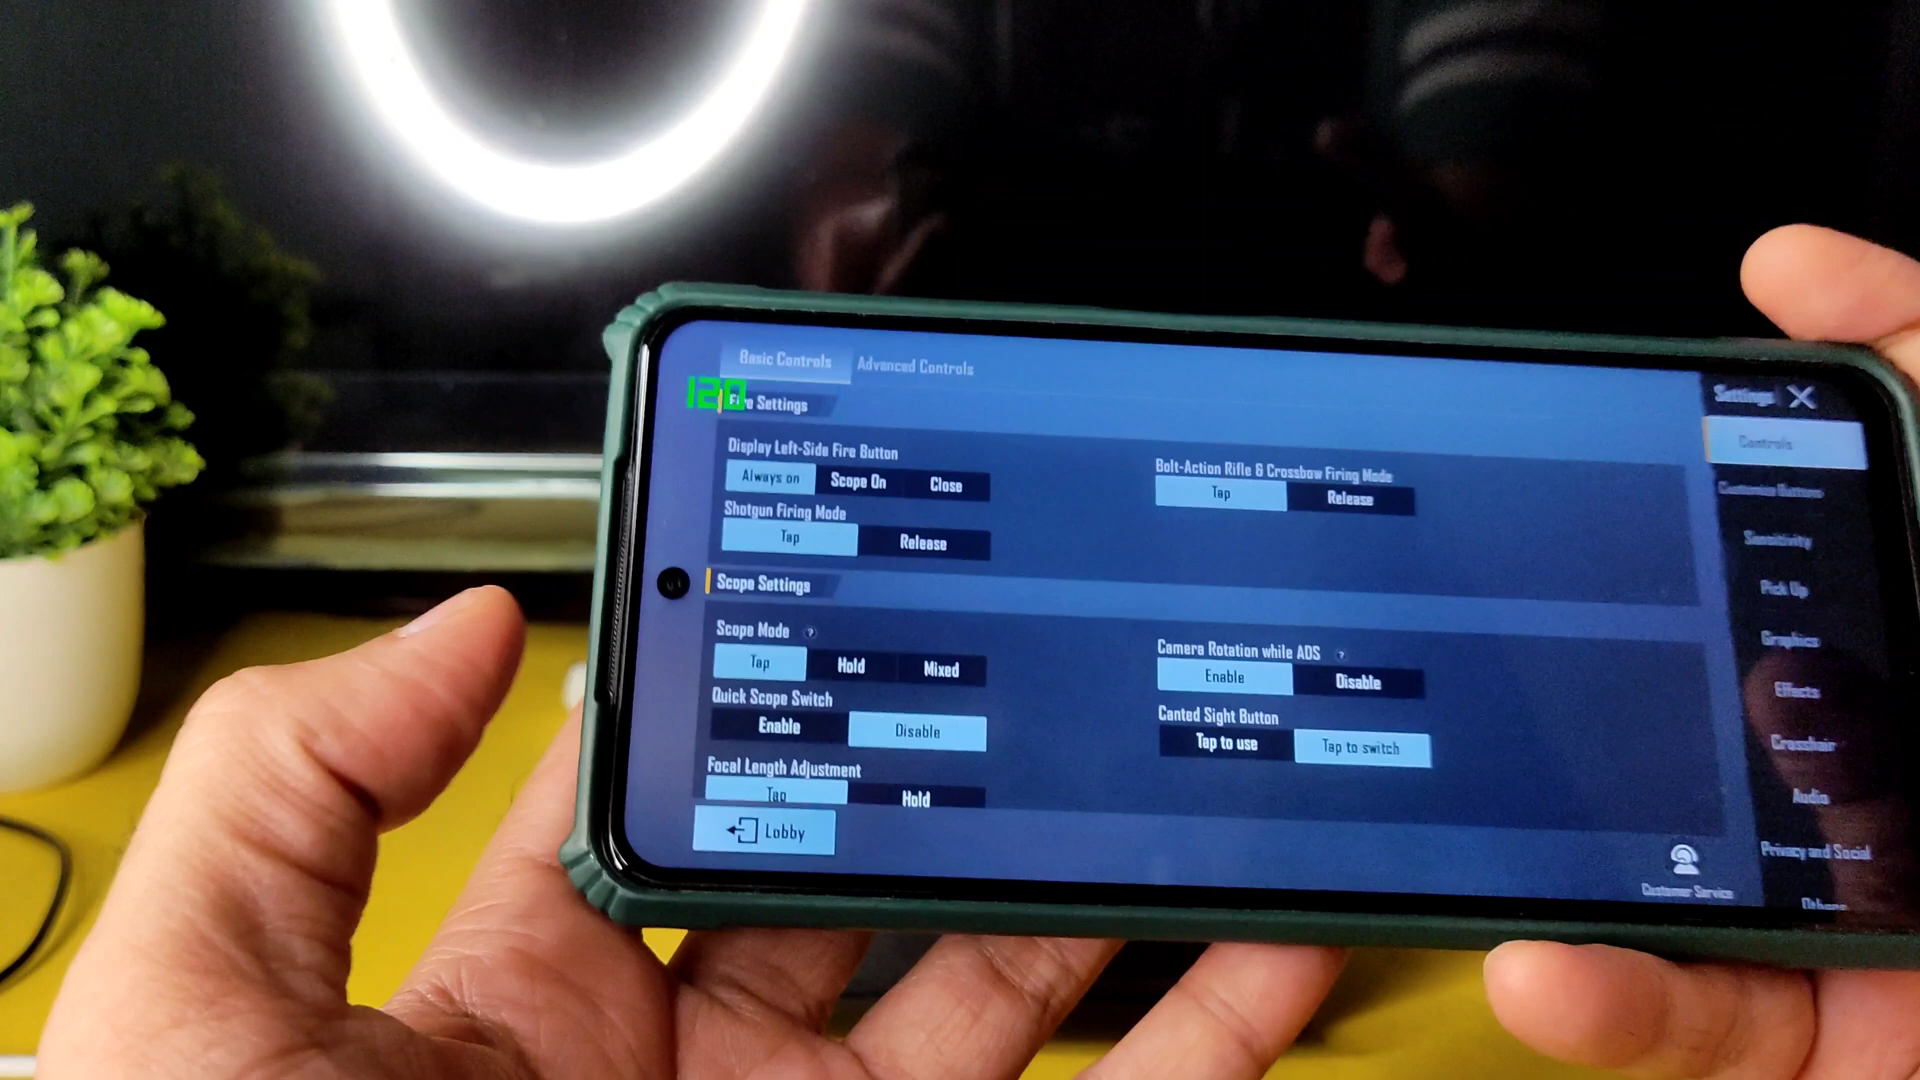 Basic Controls Advanced Controls
120
Fire Settings
Display Left-Side Fire Button
Always on Scope On Close
Bolt-Action Rifle & Crossbow Firing Mode
Tap Release
Shotgun Firing Mode
Tap Release
Scope Settings
Scope Mode ?
Tap Hold Mixed
Camera Rotation while ADS ?
Enable Disable
Quick Scope Switch
Enable Disable
Canted Sight Button
Tap to use Tap to switch
Focal Length Adjustment
Tap Hold
Lobby
Customer Service
Settings X
Controls
Customize Buttons
Sensitivity
Pick Up
Graphics
Effects
Crosshair
Audio
Privacy and Social
Others